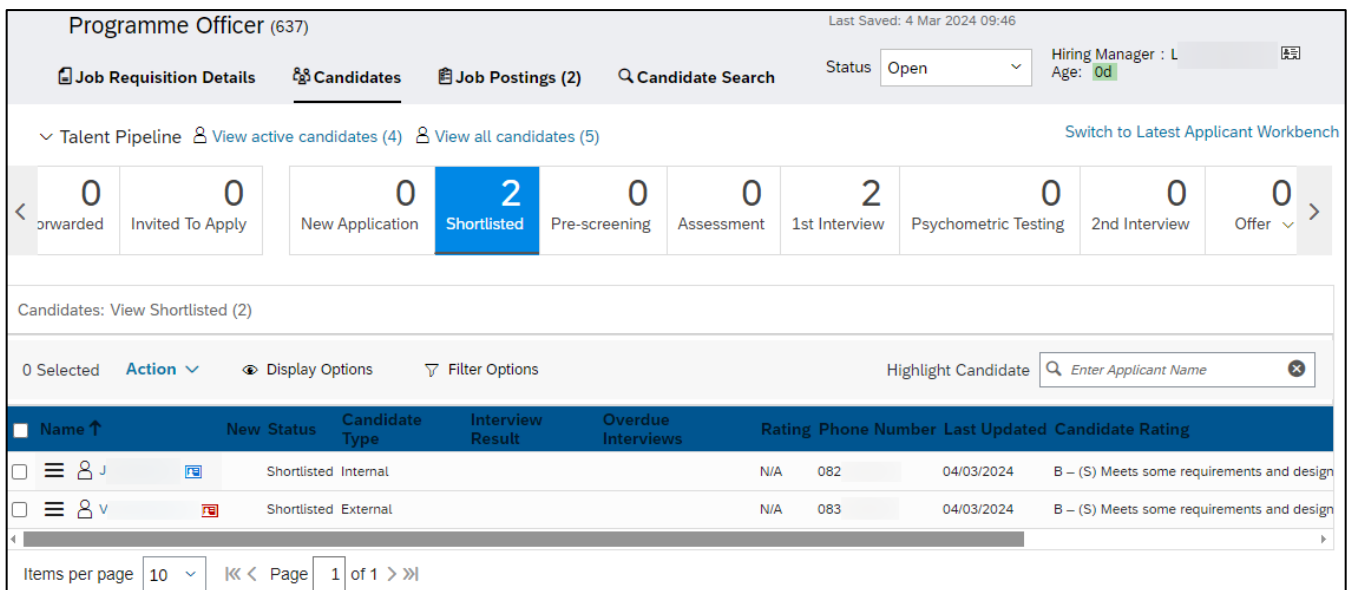 Programme Officer (637)
Last Saved: 4 Mar 2024 09:46
Job Requisition Details
Candidates
Job Postings (2)
Candidate Search
Status
Open
Hiring Manager : L
Age: 0d
Talent Pipeline
View active candidates (4)
View all candidates (5)
Switch to Latest Applicant Workbench
0
0
0
2
0
0
2
0
0
0
orwarded
Invited To Apply
New Application
Shortlisted
Pre-screening
Assessment
1st Interview
Psychometric Testing
2nd Interview
Offer
Candidates: View Shortlisted (2)
0 Selected
Action
Display Options
Filter Options
Highlight Candidate
Enter Applicant Name
Name
New
Status
Candidate Type
Interview Result
Overdue Interviews
Rating
Phone Number
Last Updated
Candidate Rating
J
Shortlisted
Internal
N/A
082
04/03/2024
B – (S) Meets some requirements and design
V
Shortlisted
External
N/A
083
04/03/2024
B – (S) Meets some requirements and design
Items per page
10
Page 1 of 1